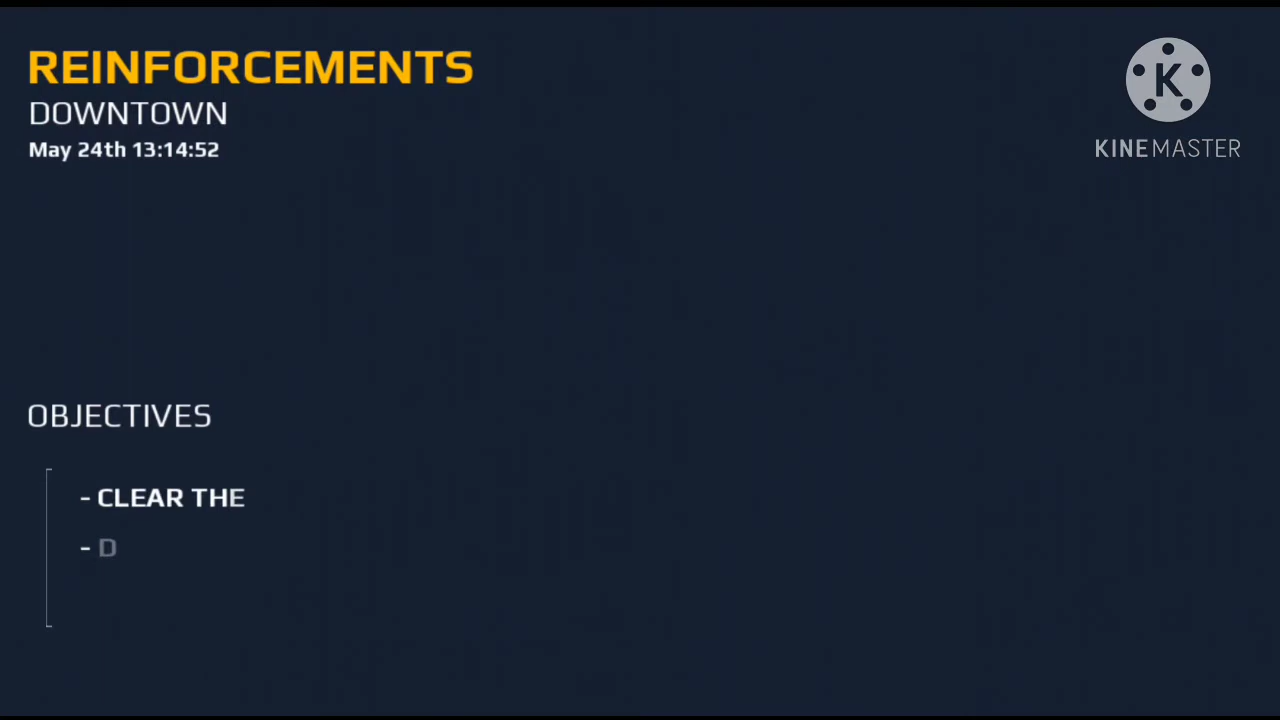 REINFORCEMENTS
DOWNTOWN
May 24th 13:14:52
K
KINEMASTER
OBJECTIVES
- CLEAR THE
- D